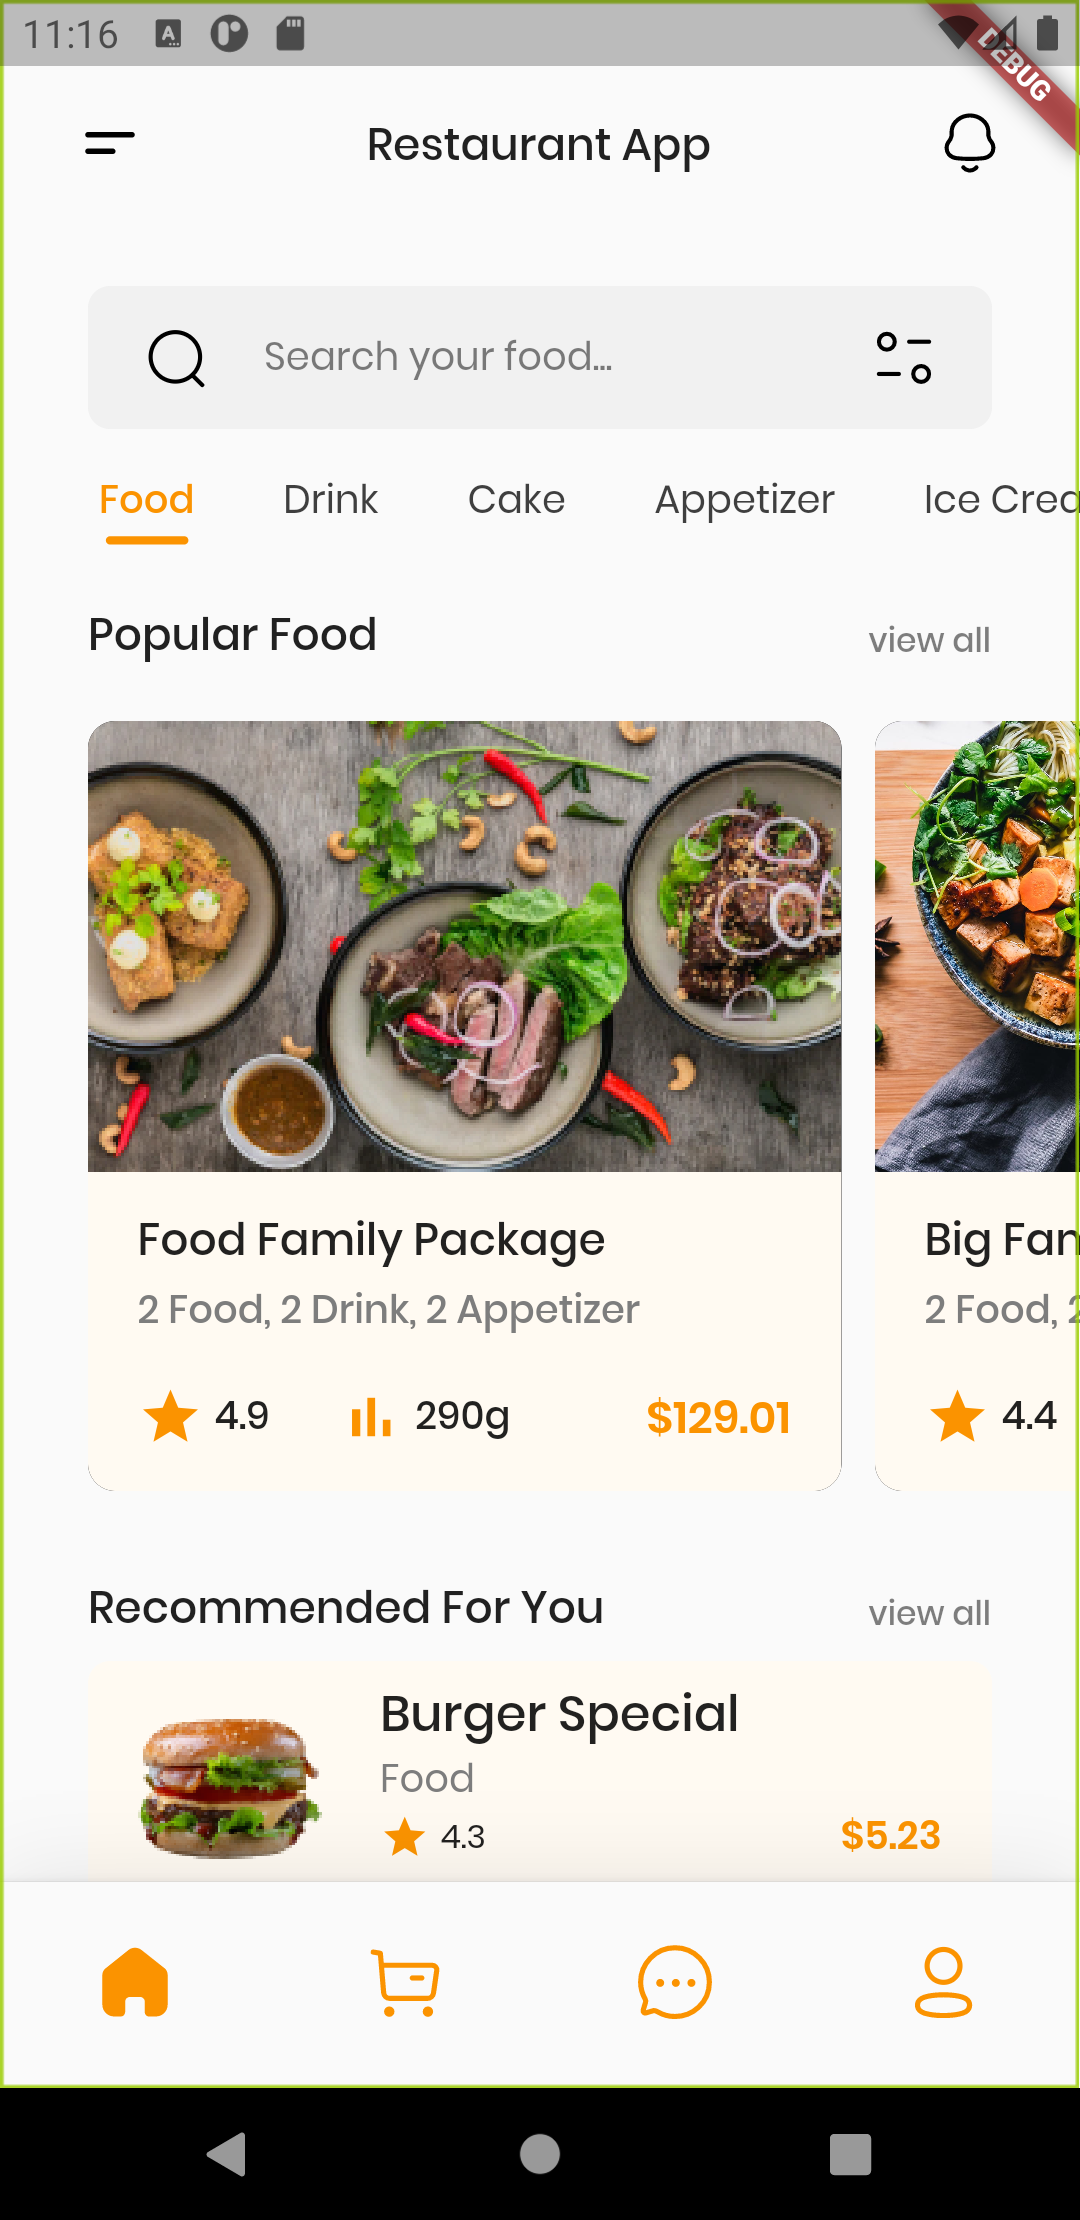 11:16
DEBUG
Restaurant App
Search your food...
Food Drink Cake Appetizer Ice Crea
Popular Food view all
Food Family Package
2 Food, 2 Drink, 2 Appetizer
4.9 290g $129.01
Big Fam
2 Food, 2
4.4
Recommended For You view all
Burger Special
Food
4.3 $5.23